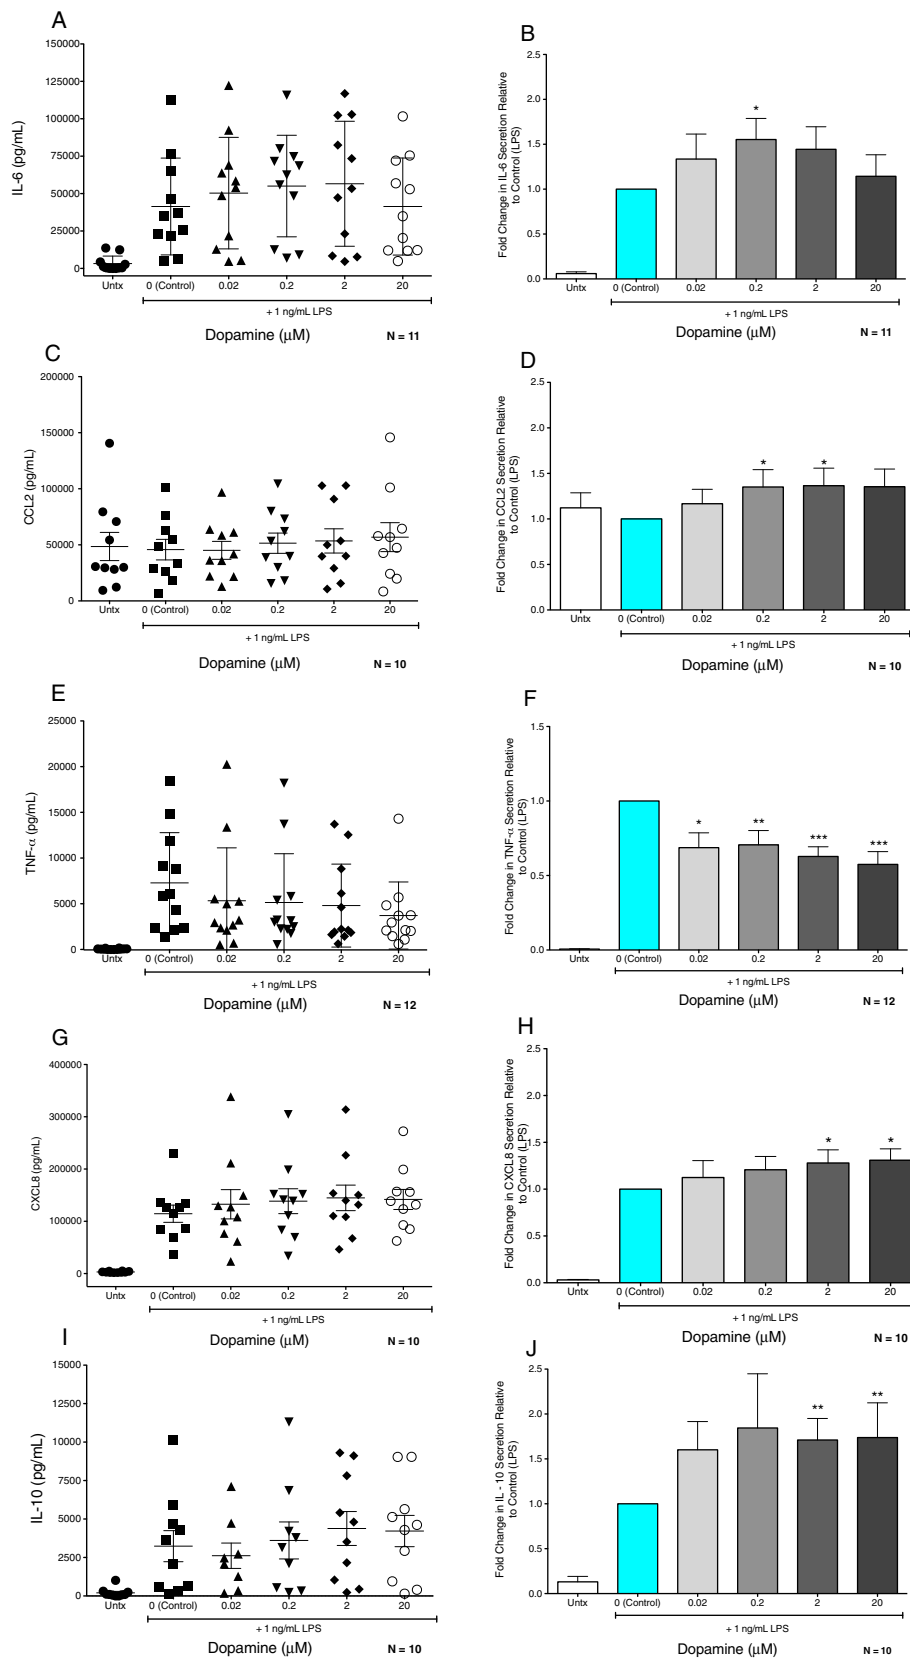 A
IL-6 (pg/mL)
150000
125000
100000
75000
50000
25000
0
Untx 0 (Control) 0.02 0.2 2 20
+ 1 ng/mL LPS
Dopamine (μM) N = 11
B
Fold Change in IL-6 Secretion Relative
to Control (LPS)
2.5
2.0
1.5
1.0
0.5
0.0
*
Untx 0 (Control) 0.02 0.2 2 20
+ 1 ng/mL LPS
Dopamine (μM) N = 11
C
CCL2 (pg/mL)
200000
150000
100000
50000
0
Untx 0 (Control) 0.02 0.2 2 20
+ 1 ng/mL LPS
Dopamine (μM) N = 10
D
Fold Change in CCL2 Secretion Relative
to Control (LPS)
2.5
2.0
1.5
1.0
0.5
0.0
* *
Untx 0 (Control) 0.02 0.2 2 20
+ 1 ng/mL LPS
Dopamine (μM) N = 10
E
TNF-α (pg/mL)
25000
20000
15000
10000
5000
0
Untx 0 (Control) 0.02 0.2 2 20
+ 1 ng/mL LPS
Dopamine (μM) N = 12
F
Fold Change in TNF-α Secretion Relative
to Control (LPS)
1.5
1.0
0.5
0.0
* ** *** ***
Untx 0 (Control) 0.02 0.2 2 20
+ 1 ng/mL LPS
Dopamine (μM) N = 12
G
CXCL8 (pg/mL)
400000
300000
200000
100000
0
Untx 0 (Control) 0.02 0.2 2 20
+ 1 ng/mL LPS
Dopamine (μM) N = 10
H
Fold Change in CXCL8 Secretion Relative
to Control (LPS)
2.5
2.0
1.5
1.0
0.5
0.0
* *
Untx 0 (Control) 0.02 0.2 2 20
+ 1 ng/mL LPS
Dopamine (μM) N = 10
I
IL-10 (pg/mL)
15000
12500
10000
7500
5000
2500
0
Untx 0 (Control) 0.02 0.2 2 20
+ 1 ng/mL LPS
Dopamine (μM) N = 10
J
Fold Change in IL - 10 Secretion Relative
to Control (LPS)
2.5
2.0
1.5
1.0
0.5
0.0
** **
Untx 0 (Control) 0.02 0.2 2 20
+ 1 ng/mL LPS
Dopamine (μM) N = 10